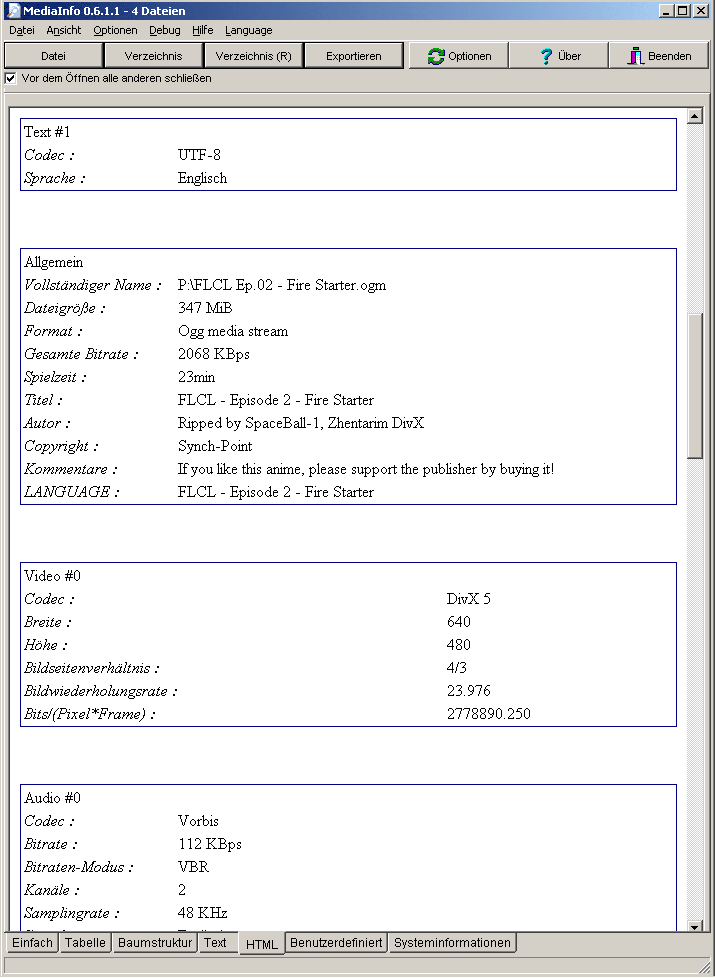 MediaInfo 0.6.1.1 - 4 Dateien
Datei Ansicht Optionen Debug Hilfe Language
Datei Verzeichnis Verzeichnis (R) Exportieren Optionen Über Beenden
Vor dem Öffnen alle anderen schließen
Text #1
Codec : UTF-8
Sprache : Englisch
Allgemein
Vollständiger Name : P:\FLCL Ep.02 - Fire Starter.ogm
Dateigröße : 347 MiB
Format : Ogg media stream
Gesamte Bitrate : 2068 KBps
Spielzeit : 23min
Titel : FLCL - Episode 2 - Fire Starter
Autor : Ripped by SpaceBall-1, Zhentarim DivX
Copyright : Synch-Point
Kommentare : If you like this anime, please support the publisher by buying it!
LANGUAGE : FLCL - Episode 2 - Fire Starter
Video #0
Codec : DivX 5
Breite : 640
Höhe : 480
Bildseitenverhältnis : 4/3
Bildwiederholungsrate : 23.976
Bits/(Pixel*Frame) : 2778890.250
Audio #0
Codec : Vorbis
Bitrate : 112 KBps
Bitraten-Modus : VBR
Kanäle : 2
Samplingrate : 48 KHz
Einfach Tabelle Baumstruktur Text HTML Benutzerdefiniert Systeminformationen